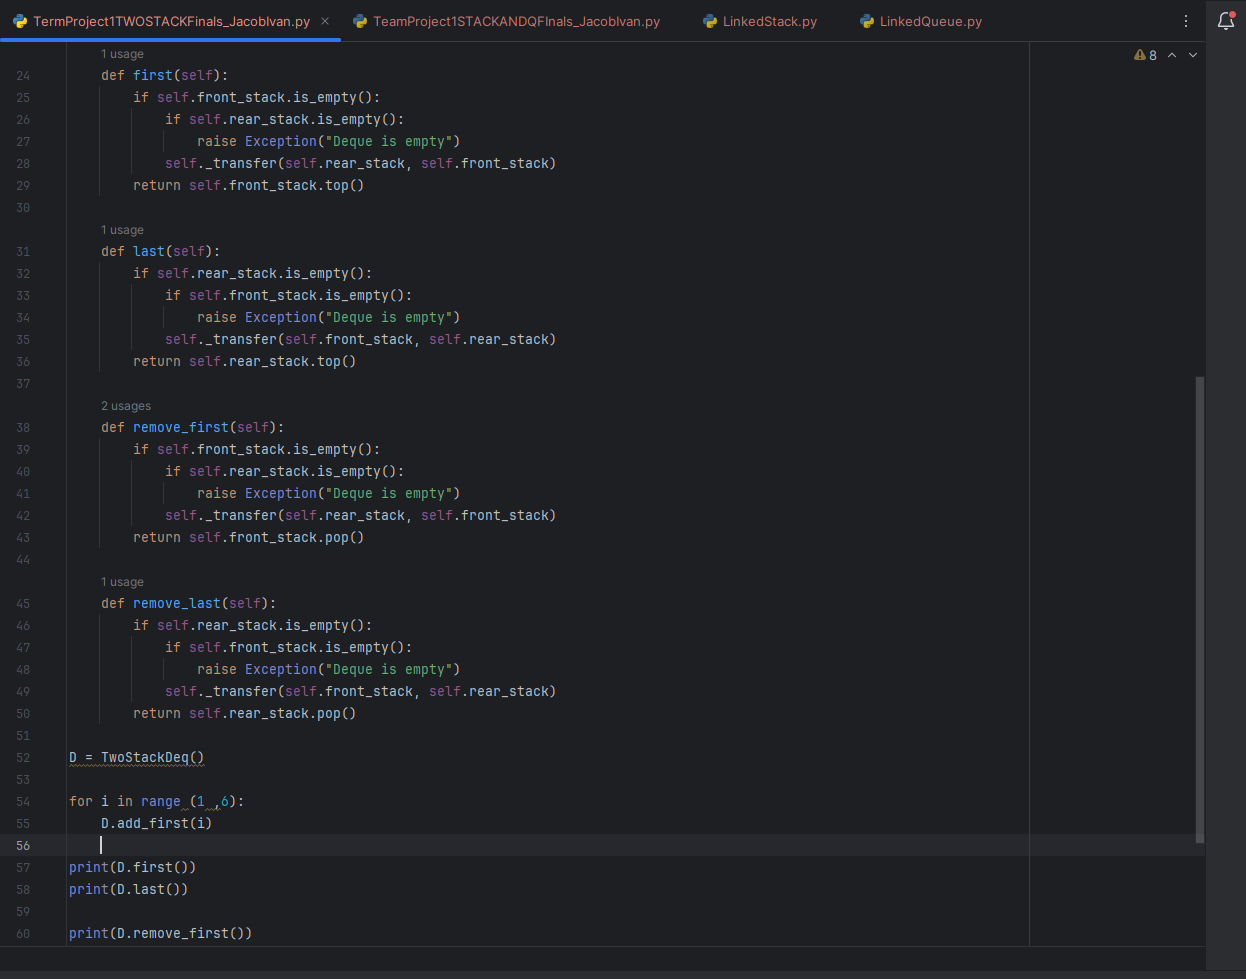 TermProject1TWOSTACKFinals_JacobIvan.py
TeamProject1STACKANDQFInals_JacobIvan.py
LinkedStack.py
LinkedQueue.py
8
1 usage
24 def first(self):
25 if self.front_stack.is_empty():
26 if self.rear_stack.is_empty():
27 raise Exception("Deque is empty")
28 self._transfer(self.rear_stack, self.front_stack)
29 return self.front_stack.top()
30
1 usage
31 def last(self):
32 if self.rear_stack.is_empty():
33 if self.front_stack.is_empty():
34 raise Exception("Deque is empty")
35 self._transfer(self.front_stack, self.rear_stack)
36 return self.rear_stack.top()
37
2 usages
38 def remove_first(self):
39 if self.front_stack.is_empty():
40 if self.rear_stack.is_empty():
41 raise Exception("Deque is empty")
42 self._transfer(self.rear_stack, self.front_stack)
43 return self.front_stack.pop()
44
1 usage
45 def remove_last(self):
46 if self.rear_stack.is_empty():
47 if self.front_stack.is_empty():
48 raise Exception("Deque is empty")
49 self._transfer(self.front_stack, self.rear_stack)
50 return self.rear_stack.pop()
51
52 D = TwoStackDeq()
53
54 for i in range (1 ,6):
55 D.add_first(i)
56
57 print(D.first())
58 print(D.last())
59
60 print(D.remove_first())